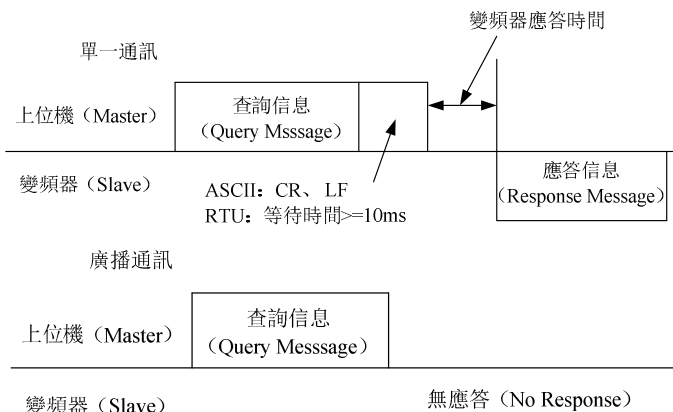 變頻器應答時間
單一通訊
上位機（Master）
查詢信息
（Query Msssage）
變頻器（Slave）
ASCII：CR、LF
RTU：等待時間>=10ms
應答信息
(Response Message)
廣播通訊
上位機（Master）
查詢信息
（Query Messsage）
變頻器（Slave）
無應答（No Response）